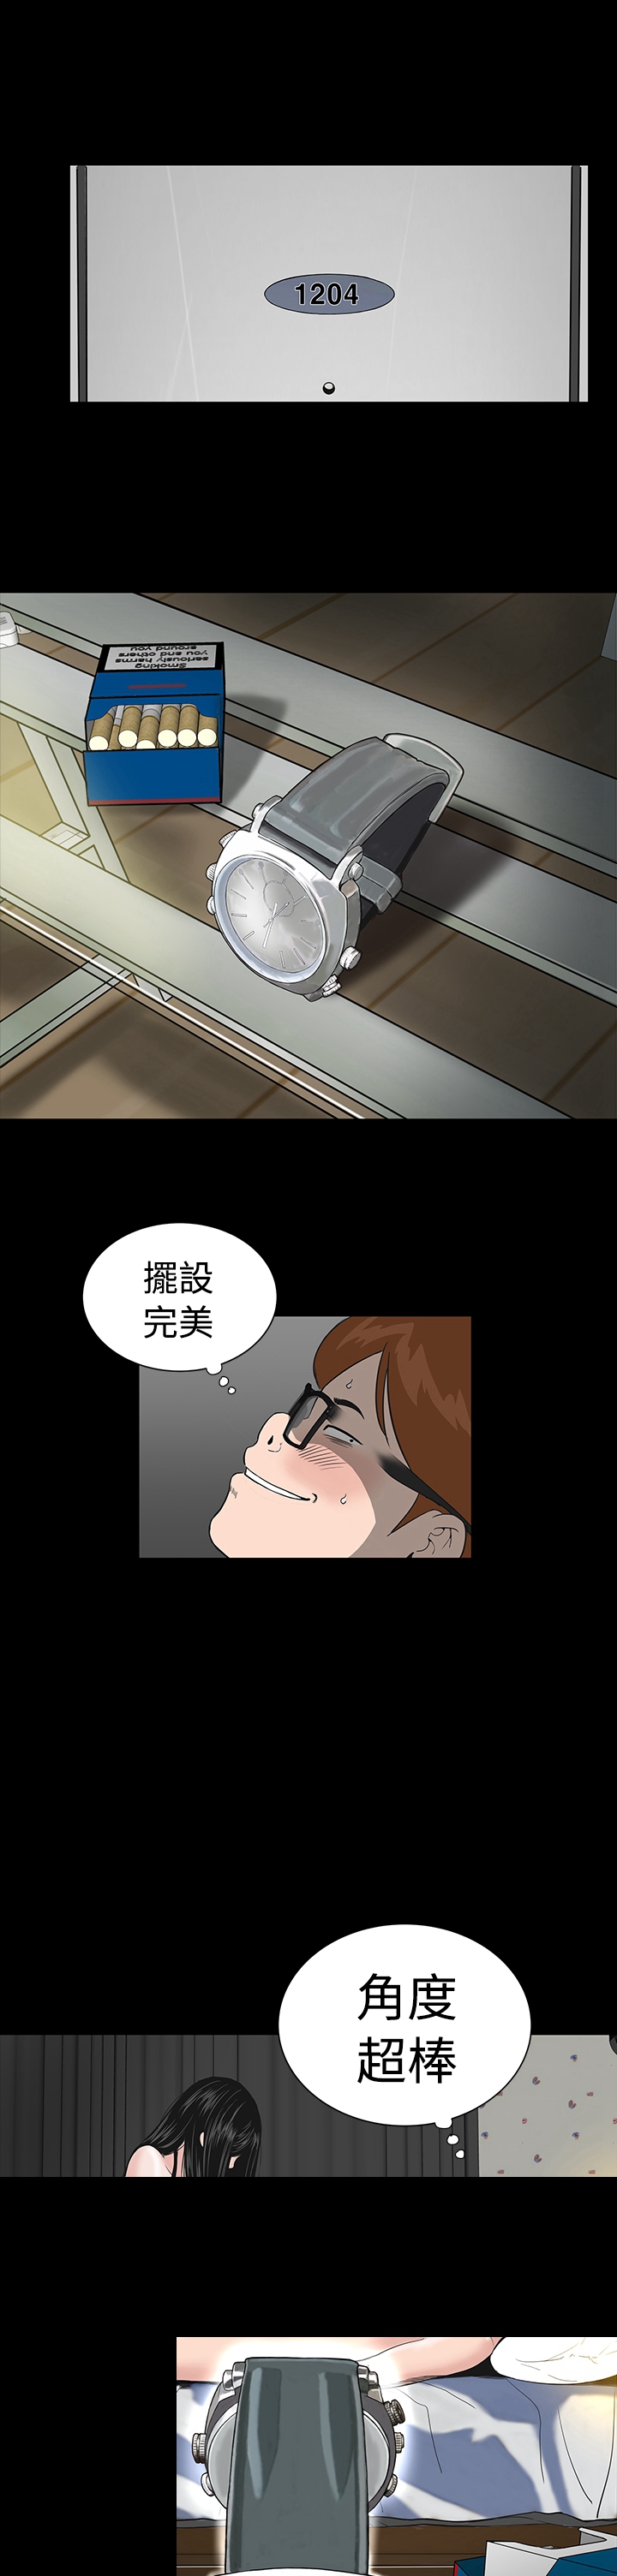 1204
Smoking
seriously harms
you and others
around you
擺設
完美
角度
超棒